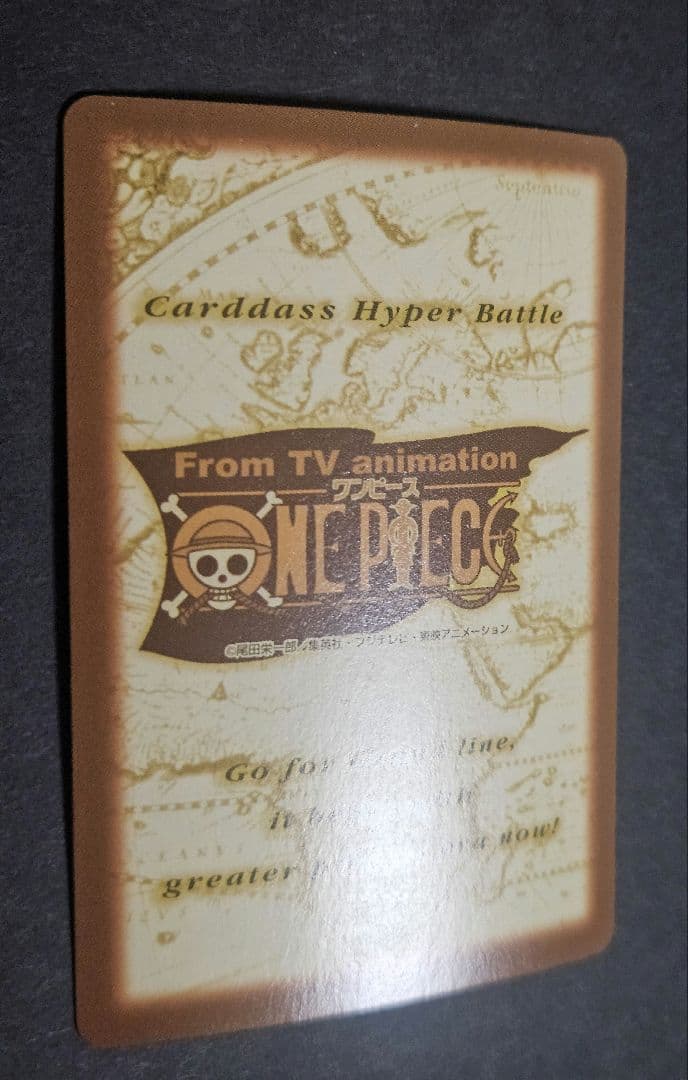 Septentrio
Carddass Hyper Battle
From TV animation
ワンピース
ONE PIECE
©尾田栄一郎/集英社・フジテレビ・東映アニメーション
Go for line,
it
greater now!